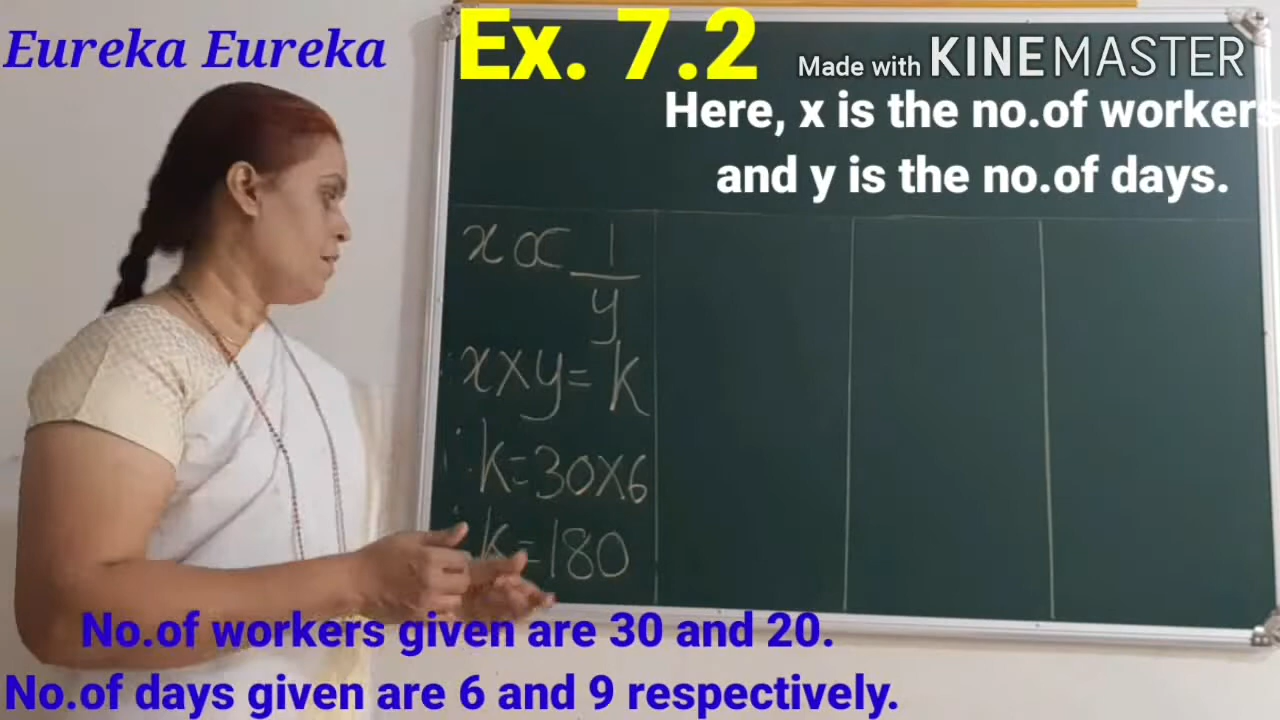 Eureka Eureka
Ex. 7.2
Made with KINEMASTER
Here, x is the no.of workers
and y is the no.of days.
x ∝ 1/y
x × y = k
∴ k = 30 × 6
∴ k = 180
No.of workers given are 30 and 20.
No.of days given are 6 and 9 respectively.